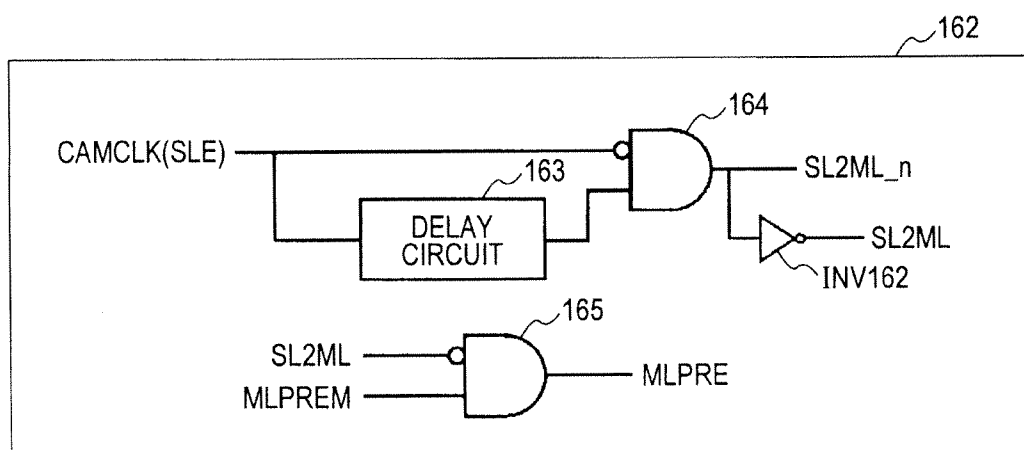 162
164
CAMCLK(SLE)
163
SL2ML_n
DELAY
CIRCUIT
SL2ML
INV162
165
SL2ML
MLPRE
MLPREM